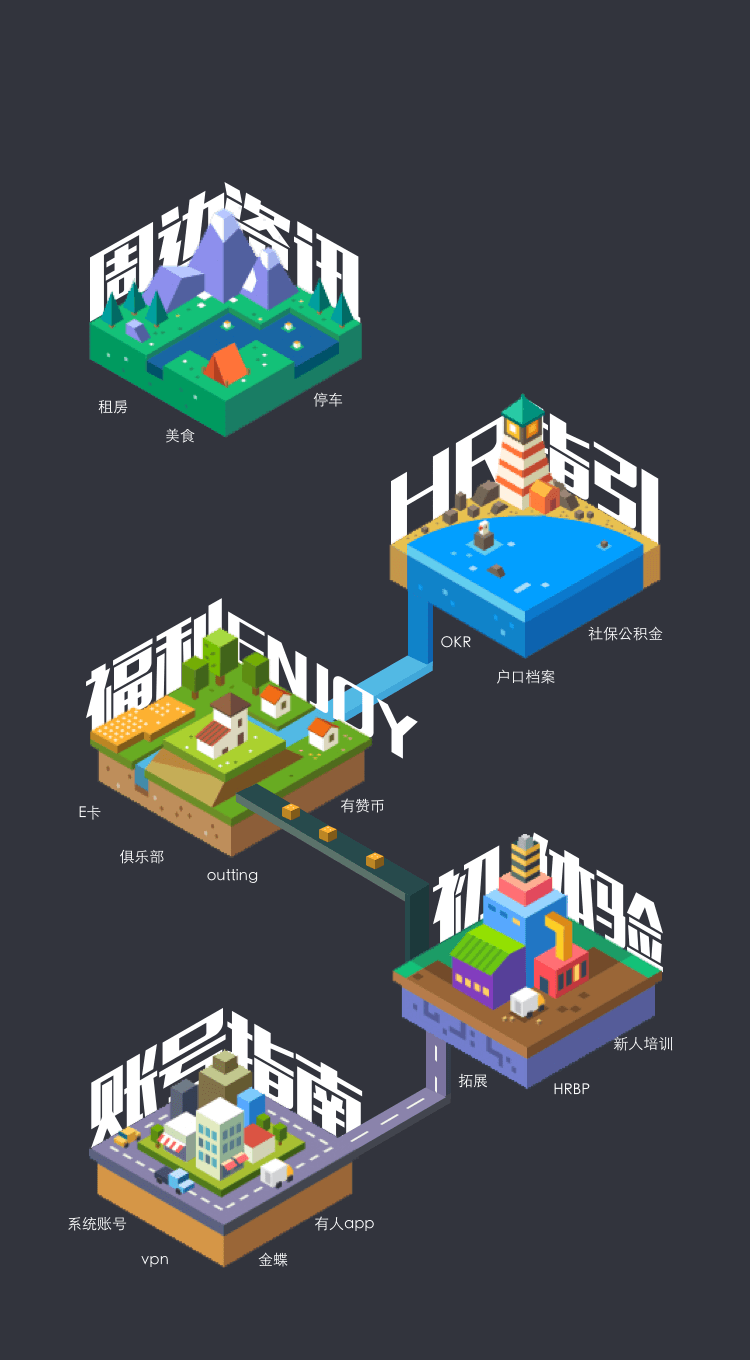 周边资讯
租房
美食
停车
HR指引
OKR
户口档案
社保公积金
福利ENJOY
E卡
俱乐部
outting
有赞币
初体验
拓展
HRBP
新人培训
账号指南
系统账号
vpn
金蝶
有人app